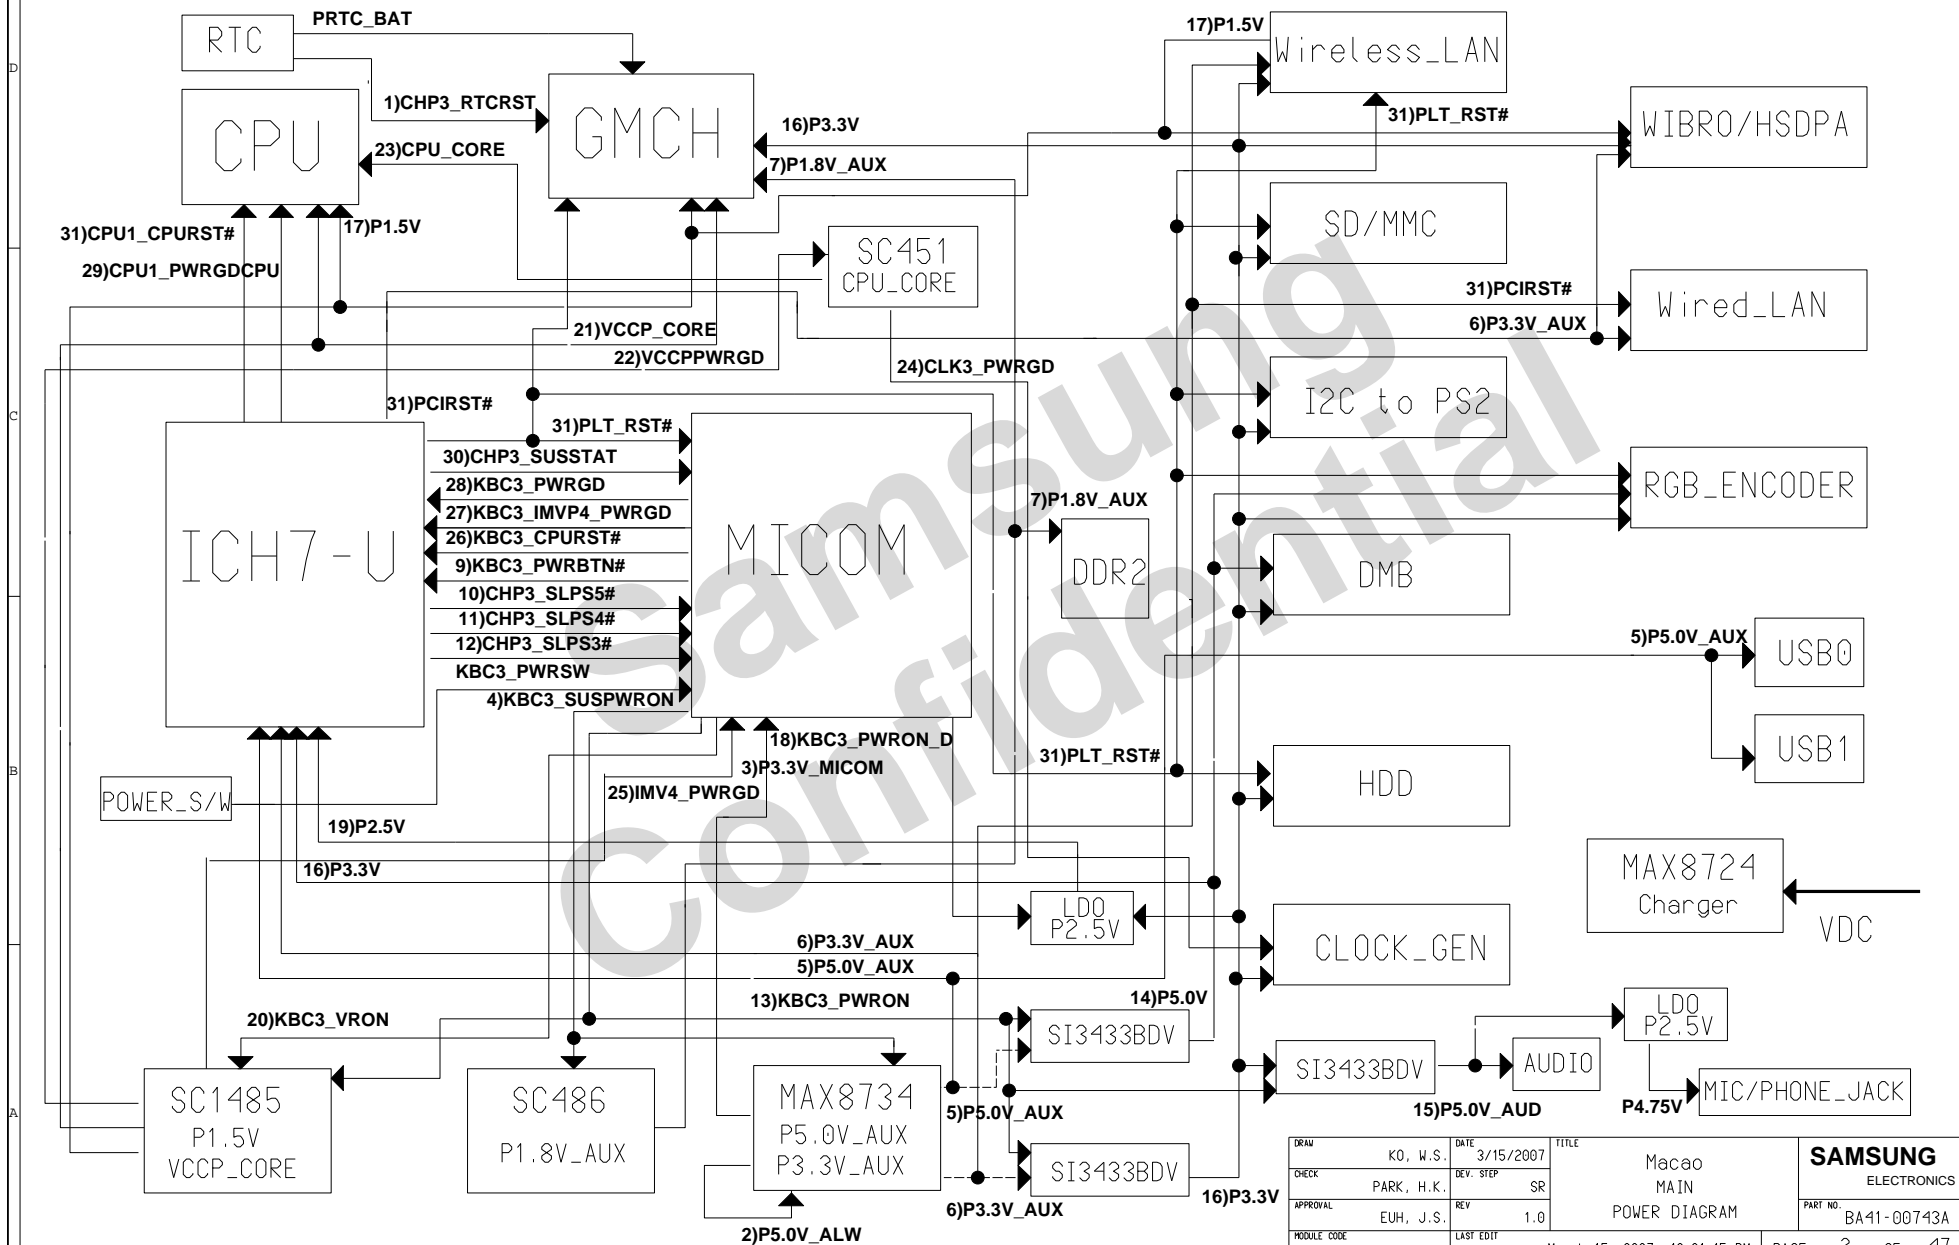 PRTC_BAT
RTC
17)P1.5V
Wireless_LAN
D
1)CHP3_RTCRST
GMCH
16)P3.3V
31)PLT_RST#
WIBRO/HSDPA
CPU
23)CPU_CORE
7)P1.8V_AUX
31)CPU1_CPURST#
17)P1.5V
SD/MMC
29)CPU1_PWRGDCPU
SC451
CPU_CORE
31)PCIRST#
Wired_LAN
21)VCCP_CORE
6)P3.3V_AUX
22)VCCPPWRGD
24)CLK3_PWRGD
31)PCIRST#
I2C to PS2
C
31)PLT_RST#
30)CHP3_SUSSTAT
28)KBC3_PWRGD
27)KBC3_IMVP4_PWRGD
26)KBC3_CPURST#
9)KBC3_PWRBTN#
10)CHP3_SLPS5#
11)CHP3_SLPS4#
12)CHP3_SLPS3#
KBC3_PWRSW
4)KBC3_SUSPWRON
ICH7-U
MICOM
7)P1.8V_AUX
DDR2
RGB_ENCODER
DMB
5)P5.0V_AUX
USB0
USB1
Samsung
Confidential
18)KBC3_PWRON_D
3)P3.3V_MICOM
25)IMV4_PWRGD
31)PLT_RST#
HDD
B
POWER_S/W
19)P2.5V
16)P3.3V
MAX8724
Charger
VDC
LDO
P2.5V
6)P3.3V_AUX
5)P5.0V_AUX
CLOCK_GEN
13)KBC3_PWRON
14)P5.0V
20)KBC3_VRON
SI3433BDV
LDO
P2.5V
SI3433BDV
AUDIO
A
SC1485
P1.5V
VCCP_CORE
SC486
P1.8V_AUX
MAX8734
P5.0V_AUX
P3.3V_AUX
5)P5.0V_AUX
15)P5.0V_AUD
P4.75V
MIC/PHONE_JACK
SI3433BDV
6)P3.3V_AUX
16)P3.3V
2)P5.0V_ALW
DRAW KO, W.S. DATE 3/15/2007 TITLE
CHECK PARK, H.K. DEV. STEP SR
APPROVAL EUH, J.S. REV 1.0
MODULE CODE LAST EDIT
Macao
MAIN
POWER DIAGRAM
SAMSUNG
ELECTRONICS
PART NO. BA41-00743A